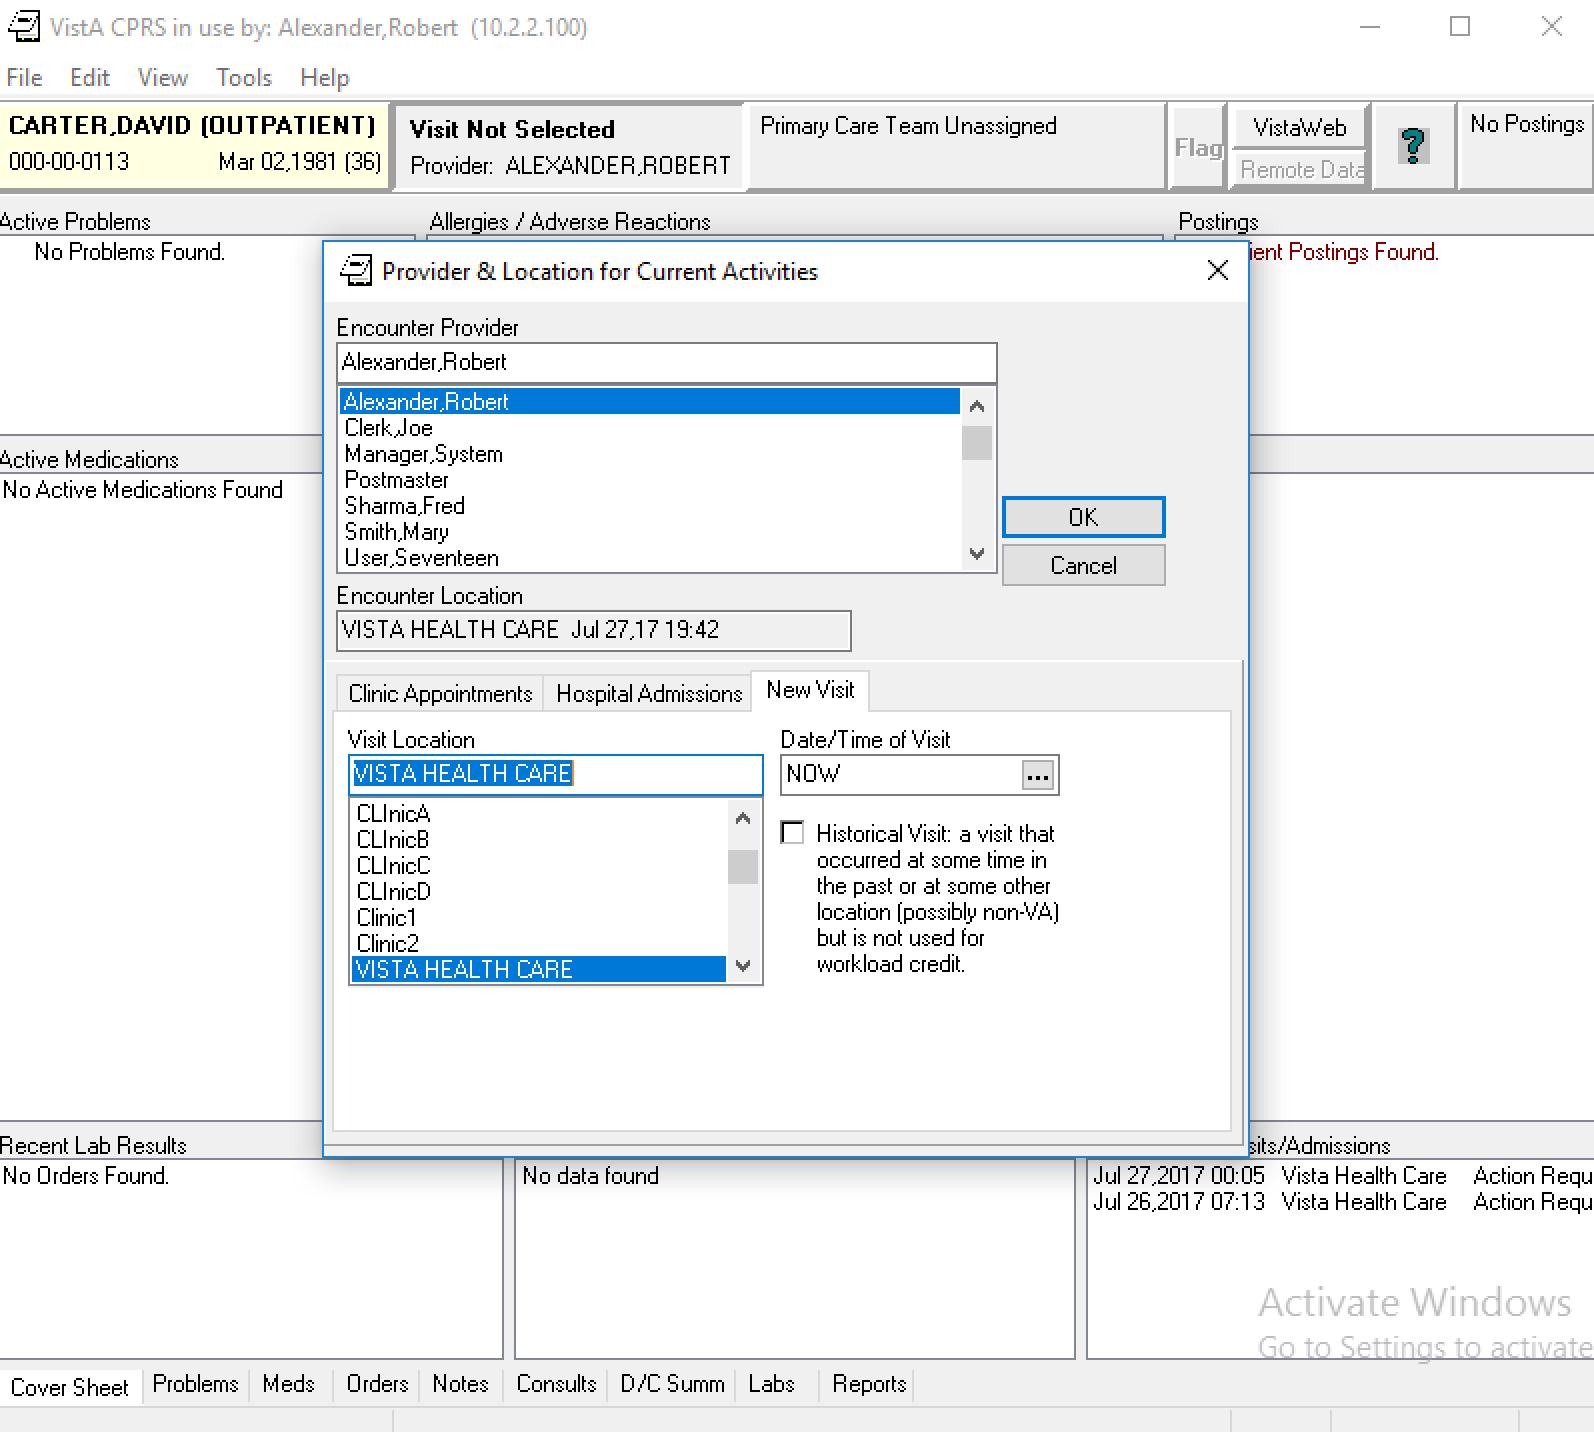 VistA CPRS in use by: Alexander,Robert (10.2.2.100)
File Edit View Tools Help
CARTER,DAVID (OUTPATIENT)
000-00-0113 Mar 02,1981 (36)
Visit Not Selected
Provider: ALEXANDER,ROBERT
Primary Care Team Unassigned
Flag
VistaWeb
Remote Data
?
No Postings
Active Problems
No Problems Found.
Allergies / Adverse Reactions
Postings
ient Postings Found.
Provider & Location for Current Activities
Encounter Provider
Alexander,Robert
Alexander,Robert
Clerk,Joe
Manager,System
Postmaster
Sharma,Fred
Smith,Mary
User,Seventeen
OK
Cancel
Encounter Location
VISTA HEALTH CARE Jul 27,17 19:42
Clinic Appointments Hospital Admissions New Visit
Visit Location
VISTA HEALTH CARE
CLInicA
CLInicB
CLInicC
CLInicD
Clinic1
Clinic2
VISTA HEALTH CARE
Date/Time of Visit
NOW ...
Historical Visit: a visit that
occurred at some time in
the past or at some other
location (possibly non-VA)
but is not used for
workload credit.
Active Medications
No Active Medications Found
Recent Lab Results
No Orders Found.
No data found
sits/Admissions
Jul 27,2017 00:05 Vista Health Care Action Requ
Jul 26,2017 07:13 Vista Health Care Action Requ
Activate Windows
Go to Settings to activate
Cover Sheet Problems Meds Orders Notes Consults D/C Summ Labs Reports